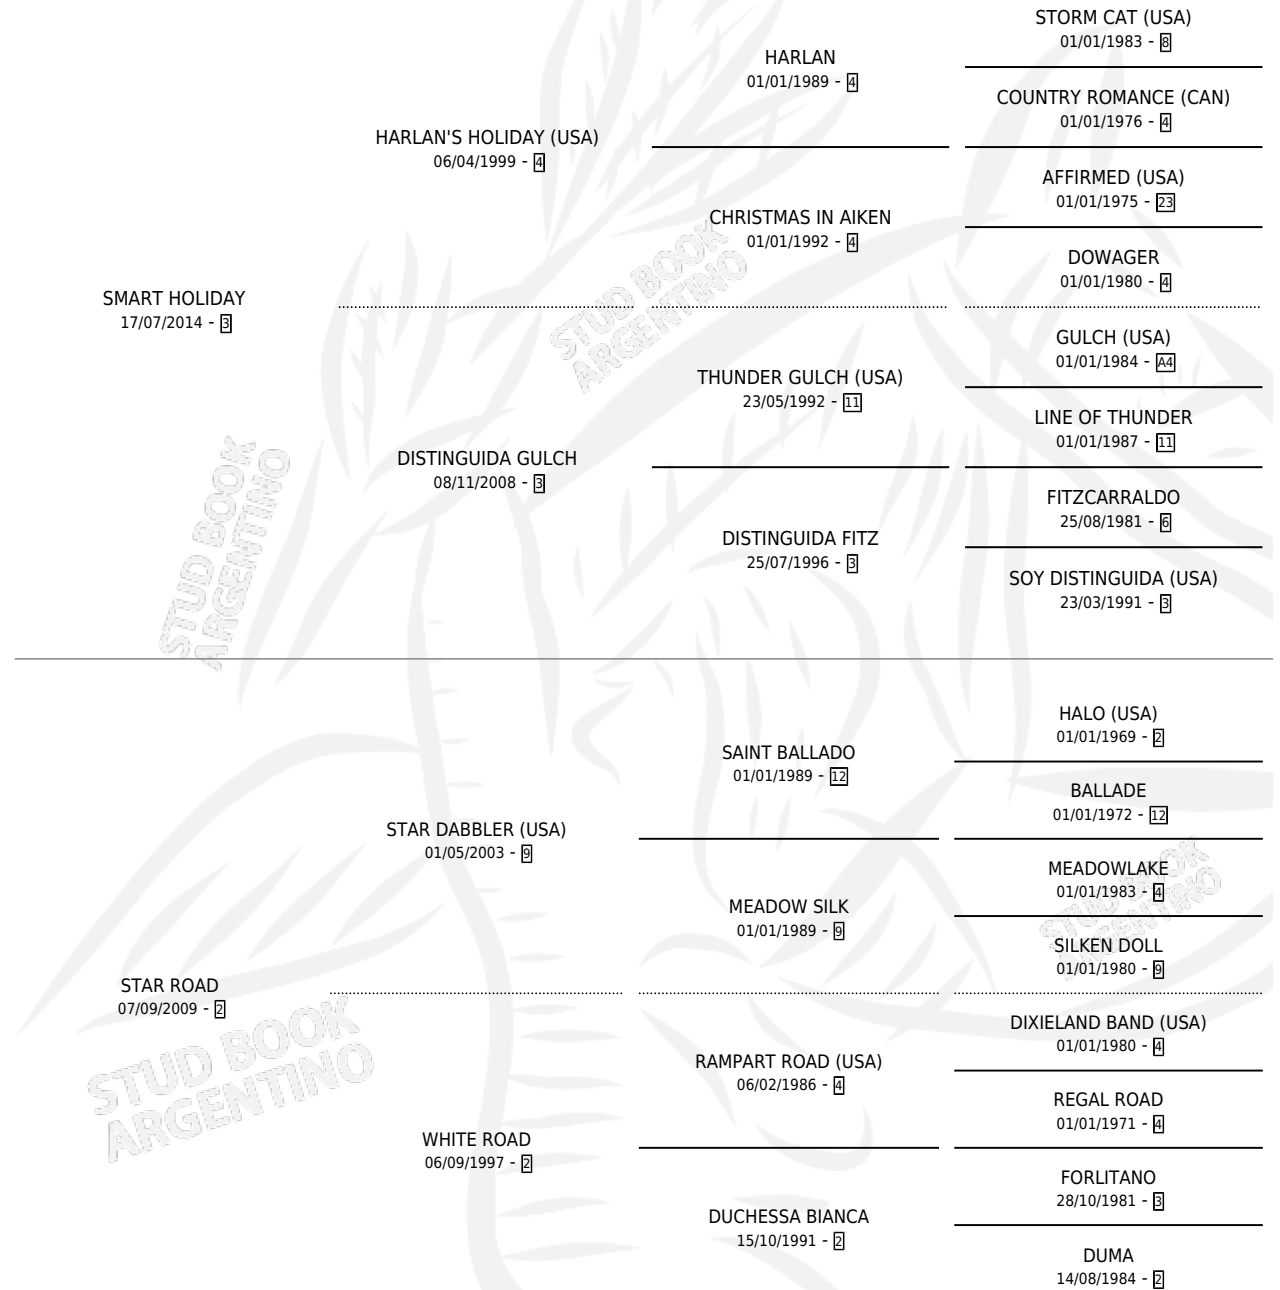 STORM CAT (USA)
01/01/1983 - 8
HARLAN
01/01/1989 - 4
COUNTRY ROMANCE (CAN)
01/01/1976 - 4
HARLAN'S HOLIDAY (USA)
06/04/1999 - 4
AFFIRMED (USA)
01/01/1975 - 23
CHRISTMAS IN AIKEN
01/01/1992 - 4
DOWAGER
01/01/1980 - 4
SMART HOLIDAY
17/07/2014 - 3
GULCH (USA)
01/01/1984 - A4
THUNDER GULCH (USA)
23/05/1992 - 11
LINE OF THUNDER
01/01/1987 - 11
DISTINGUIDA GULCH
08/11/2008 - 3
FITZCARRALDO
25/08/1981 - 6
DISTINGUIDA FITZ
25/07/1996 - 3
SOY DISTINGUIDA (USA)
23/03/1991 - 3
HALO (USA)
01/01/1969 - 2
SAINT BALLADO
01/01/1989 - 12
BALLADE
01/01/1972 - 12
STAR DABBLER (USA)
01/05/2003 - 9
MEADOWLAKE
01/01/1983 - 4
MEADOW SILK
01/01/1989 - 9
SILKEN DOLL
01/01/1980 - 9
STAR ROAD
07/09/2009 - 2
DIXIELAND BAND (USA)
01/01/1980 - 4
RAMPART ROAD (USA)
06/02/1986 - 4
REGAL ROAD
01/01/1971 - 4
WHITE ROAD
06/09/1997 - 2
FORLITANO
28/10/1981 - 3
DUCHESSA BIANCA
15/10/1991 - 2
DUMA
14/08/1984 - 2
STUD BOOK
ARGENTINO
STUD BOOK
ARGENTINO
STUD BOOK
ARGENTINO
STUD BOOK
ARGENTINO